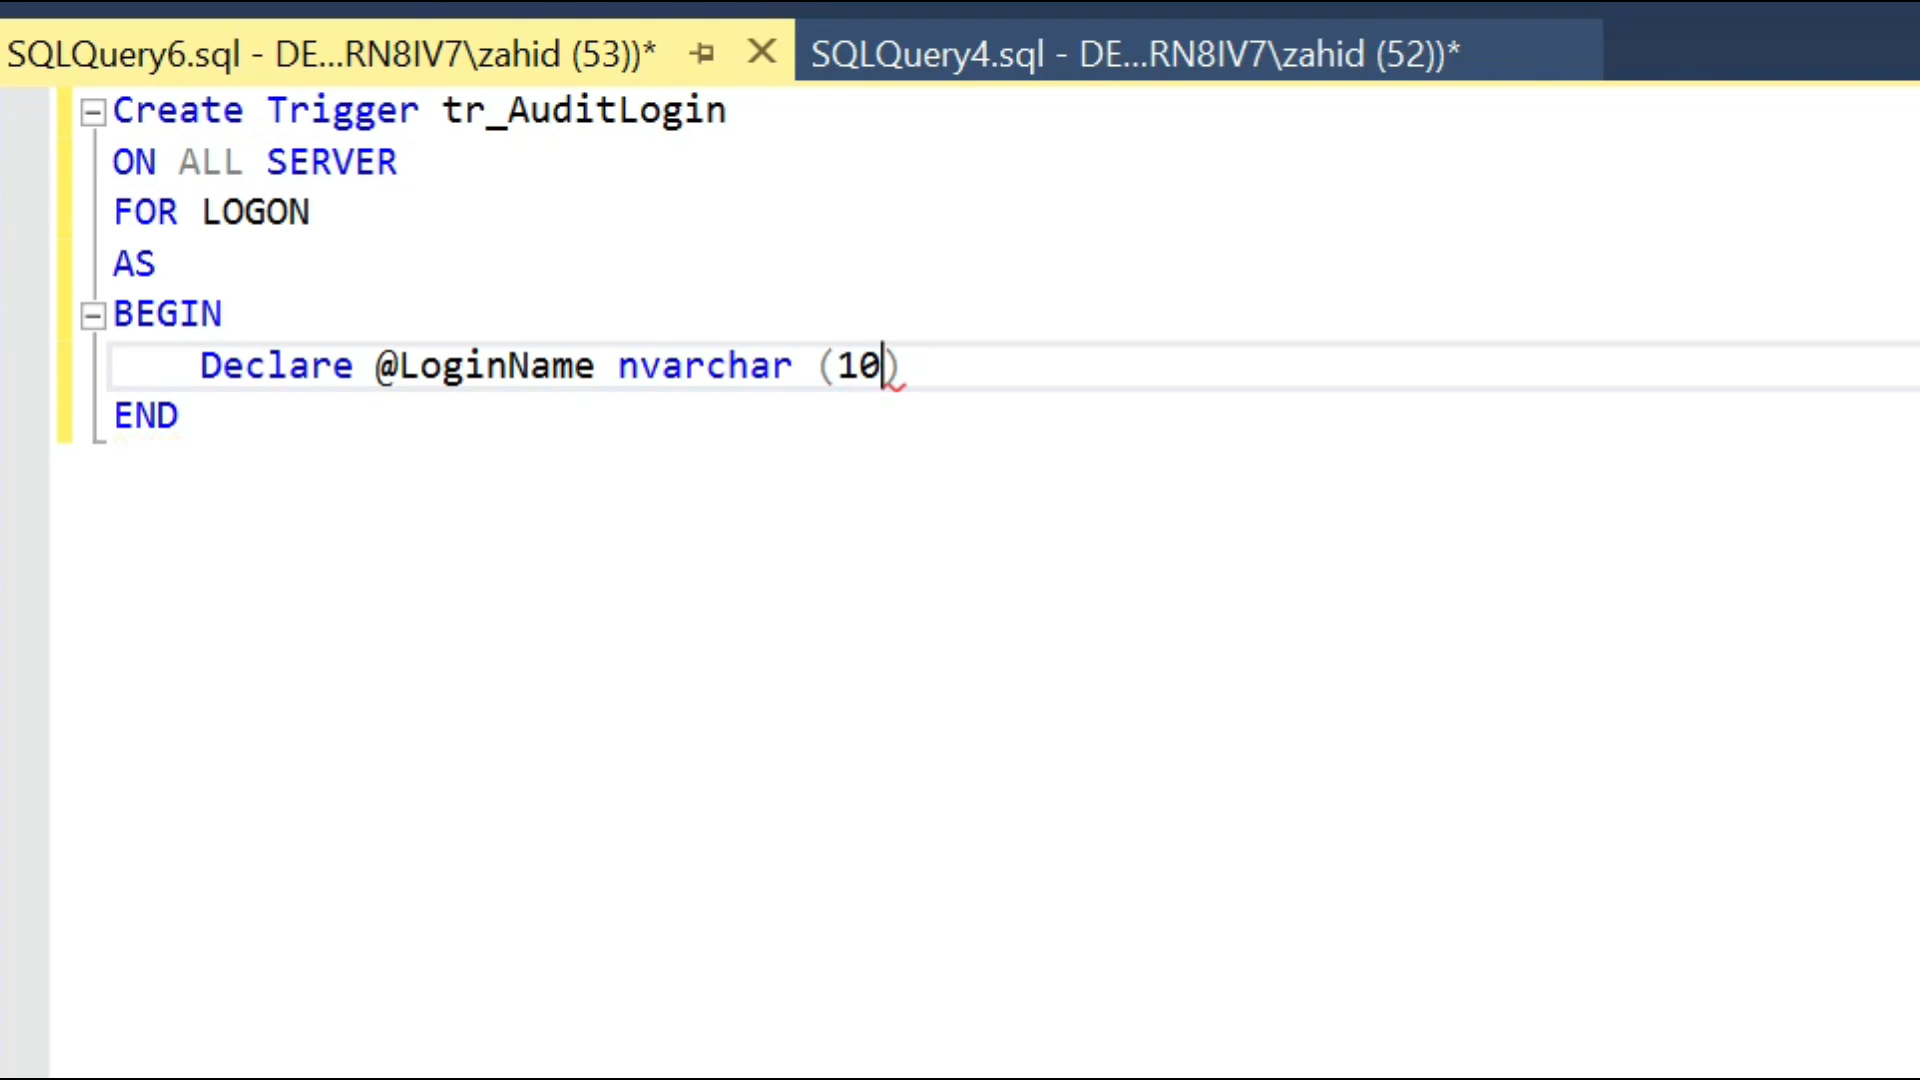 SQLQuery6.sql - DE...RN8IV7\zahid (53))* SQLQuery4.sql - DE...RN8IV7\zahid (52))*
Create Trigger tr_AuditLogin
ON ALL SERVER
FOR LOGON
AS
BEGIN
Declare @LoginName nvarchar (10)
END